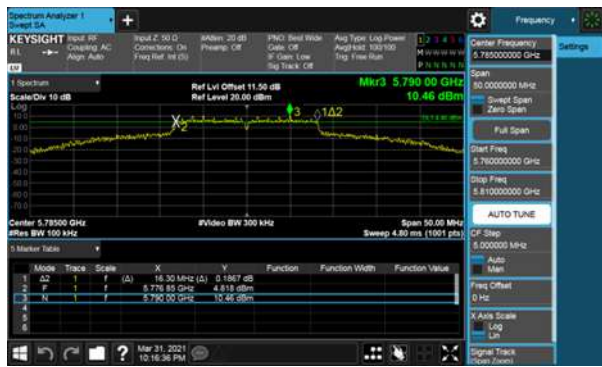 Spectrum Analyzer 1
Swept SA
+
Frequency
KEYSIGHT
Input: RF
Coupling: AC
Align: Auto
Input Z: 50 Ω
Corrections: On
Freq Ref: Int (S)
#Atten: 20 dB
Preamp: Off
PNO: Best Wide
Gate: Off
IF Gain: Low
Sig Track: Off
Avg Type: Log-Power
Avg|Hold: 100/100
Trig: Free Run
1 2 3 4 5 6
M W W W W W
P N N N N N
RL
Center Frequency
5.785000000 GHz
Settings
Span
50.0000000 MHz
Swept Span
Zero Span
Full Span
Start Freq
5.760000000 GHz
Stop Freq
5.810000000 GHz
AUTO TUNE
CF Step
5.000000 MHz
Auto
Man
Freq Offset
0 Hz
X Axis Scale
Log
Lin
Signal Track
(Span Zoom)
1 Spectrum
Scale/Div 10 dB
Log
Ref Lvl Offset 11.50 dB
Ref Level 20.00 dBm
Mkr3 5.790 00 GHz
10.46 dBm
10.0
0.00
X2
3
1Δ2
Center 5.78500 GHz
#Res BW 100 kHz
#Video BW 300 kHz
Span 50.00 MHz
Sweep 4.80 ms (1001 pts)
5 Marker Table
Mode Trace Scale X Y Function Function Width Function Value
1 Δ2 1 f (Δ) 16.30 MHz (Δ) 0.1867 dB
2 F 1 f 5.776 85 GHz 4.818 dBm
3 N 1 f 5.790 00 GHz 10.46 dBm
4
5
6
?
Mar 31, 2021
10:16:36 PM